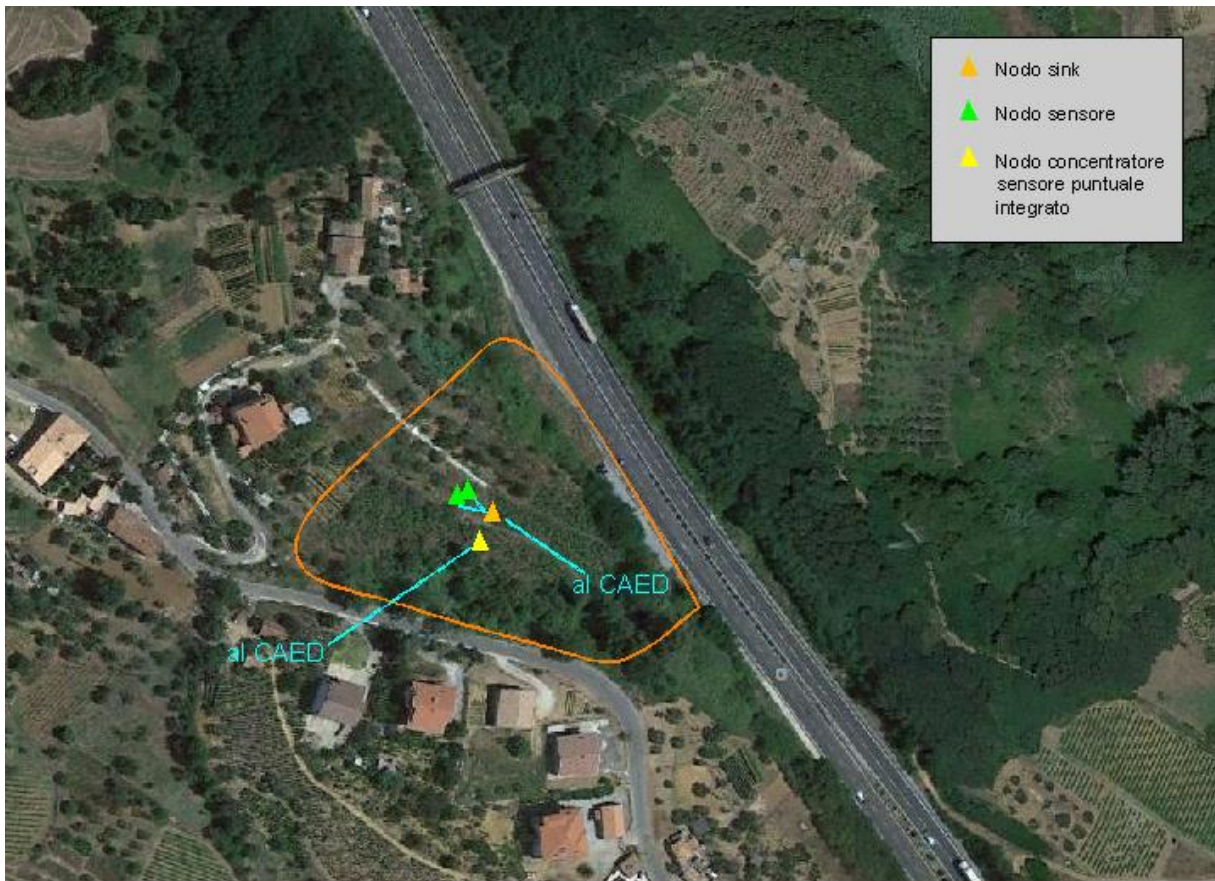 Nodo sink
Nodo sensore
Nodo concentratore
sensore puntuale
integrato
al CAED
al CAED